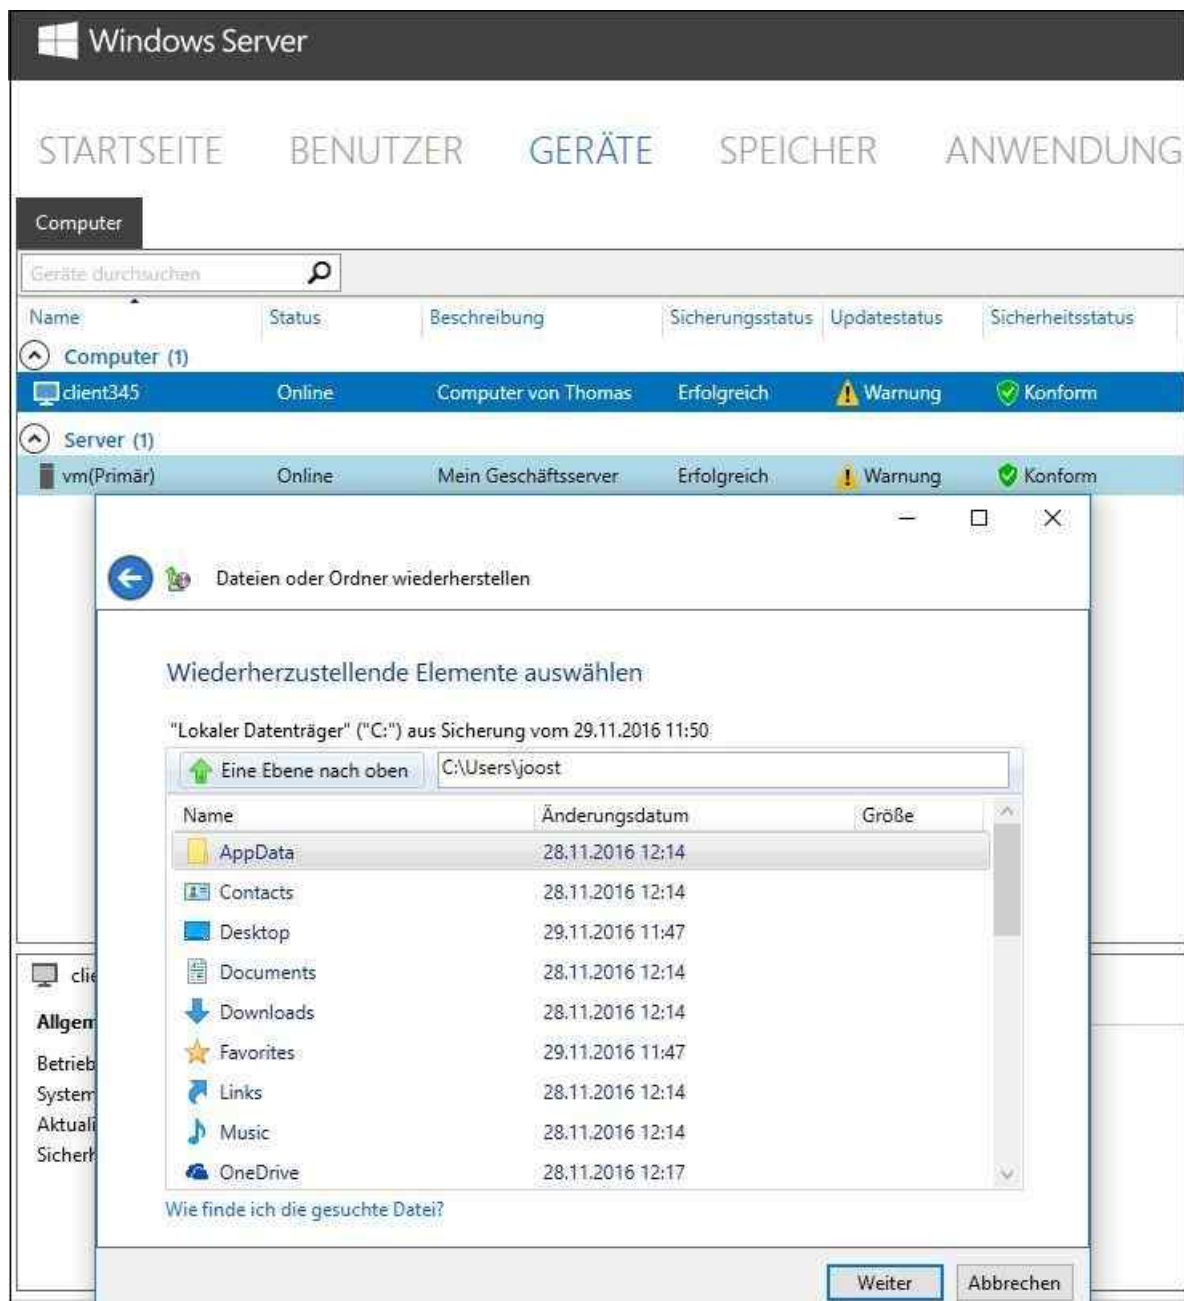 Windows Server
STARTSEITE BENUTZER GERÄTE SPEICHER ANWENDUNG
Computer
Geräte durchsuchen
Name Status Beschreibung Sicherungsstatus Updatestatus Sicherheitsstatus
Computer (1)
client345 Online Computer von Thomas Erfolgreich Warnung Konform
Server (1)
vm(Primär) Online Mein Geschäftsserver Erfolgreich Warnung Konform
Dateien oder Ordner wiederherstellen
Wiederherzustellende Elemente auswählen
"Lokaler Datenträger" ("C:") aus Sicherung vom 29.11.2016 11:50
Eine Ebene nach oben C:\Users\joost
Name Änderungsdatum Größe
AppData 28.11.2016 12:14
Contacts 28.11.2016 12:14
Desktop 29.11.2016 11:47
Documents 28.11.2016 12:14
Downloads 28.11.2016 12:14
Favorites 29.11.2016 11:47
Links 28.11.2016 12:14
Music 28.11.2016 12:14
OneDrive 28.11.2016 12:17
Wie finde ich die gesuchte Datei?
Weiter Abbrechen
clie
Allgem
Betrieb
System
Aktuali
Sicherh